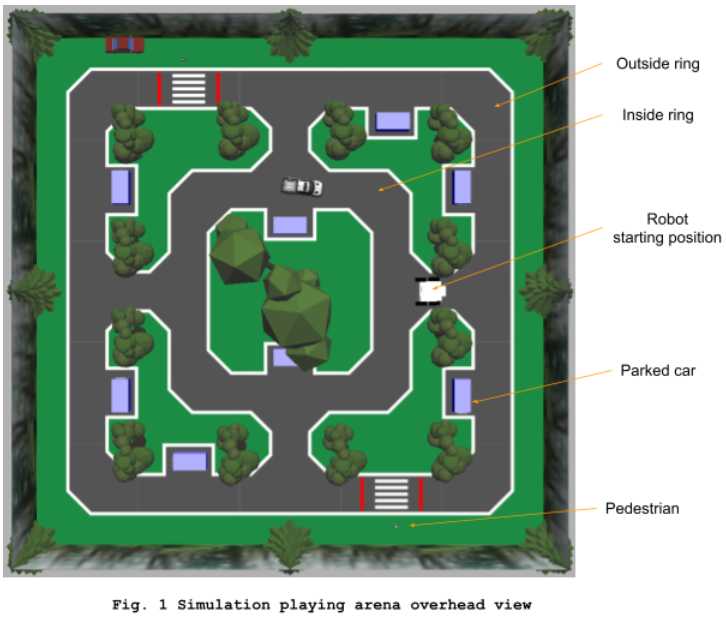 Outside ring
Inside ring
Robot
starting position
Parked car
Pedestrian
Fig. 1 Simulation playing arena overhead view